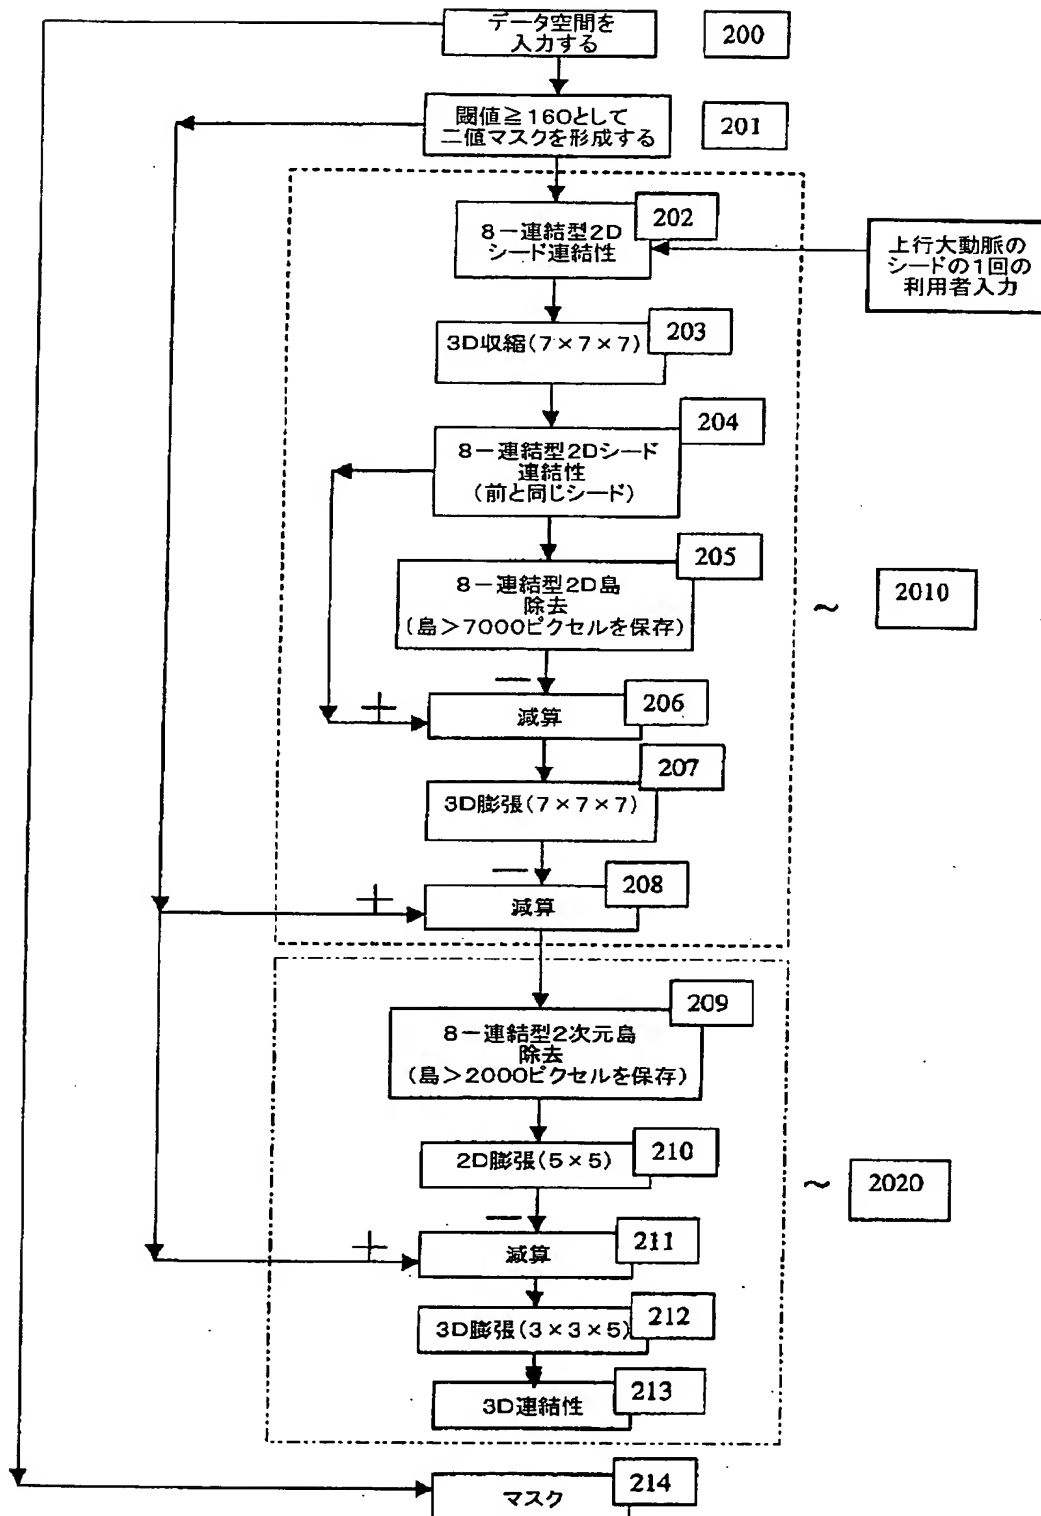 データ空間を
入力する
200
閾値≧160として
二値マスクを形成する
201
8-連結型2D
シード連結性
202
上行大動脈の
シードの1回の
利用者入力
3D収縮(7×7×7)
203
8-連結型2Dシード
連結性
(前と同じシード)
204
8-連結型2D島
除去
(島>7000ピクセルを保存)
205
~ 2010
−
+
減算
206
3D膨張(7×7×7)
207
−
+
減算
208
8-連結型2次元島
除去
(島>2000ピクセルを保存)
209
2D膨張(5×5)
210
~ 2020
−
+
減算
211
3D膨張(3×3×5)
212
3D連結性
213
マスク
214